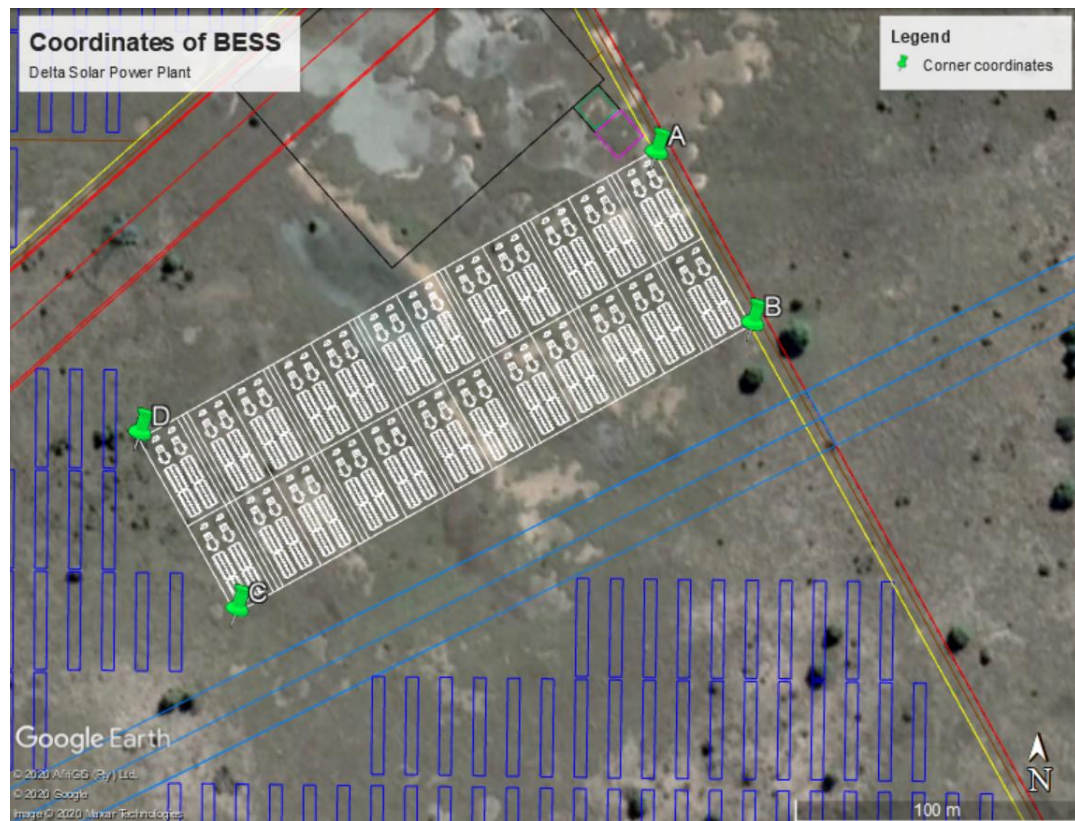 Coordinates of BESS
Delta Solar Power Plant
Legend
Corner coordinates
A
B
D
C
Google Earth
© 2020 AfriGIS (Pty) Ltd.
© 2020 Google
Image © 2020 Maxar Technologies
N
100 m